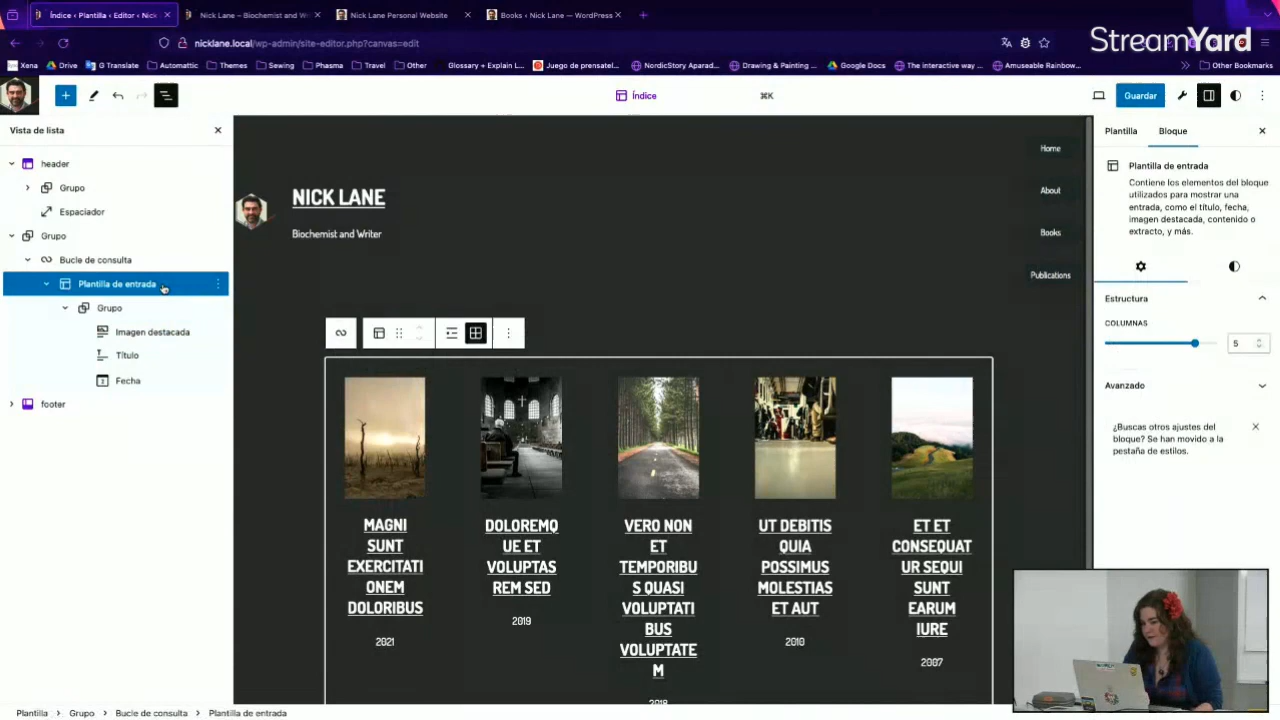 Índice ‹ Plantilla ‹ Editor ‹ Nick
Nick Lane – Biochemist and Wr
Nick Lane Personal Website
Books ‹ Nick Lane — WordPress
StreamYard
nicklane.local/wp-admin/site-editor.php?canvas=edit
Xena
Drive
G Translate
Automattic
Themes
Sewing
Phasma
Travel
Other
Glossary + Explain L...
Juego de prensatel...
NordicStory Aparad...
Drawing & Painting ...
Google Docs
The interactive way ...
Amuseable Rainbow...
Other Bookmarks
Índice
⌘K
Guardar
Vista de lista
header
Grupo
Espaciador
Grupo
Bucle de consulta
Plantilla de entrada
Grupo
Imagen destacada
Título
Fecha
footer
NICK LANE
Biochemist and Writer
Home
About
Books
Publications
MAGNI
SUNT
EXERCITATI
ONEM
DOLORIBUS
2021
DOLOREMQ
UE ET
VOLUPTAS
REM SED
2019
VERO NON
ET
TEMPORIBU
S QUASI
VOLUPTATI
BUS
VOLUPTATE
M
2018
UT DEBITIS
QUIA
POSSIMUS
MOLESTIAS
ET AUT
2010
ET ET
CONSEQUAT
UR SEQUI
SUNT
EARUM
IURE
2007
Plantilla
Bloque
Plantilla de entrada
Contiene los elementos del bloque
utilizados para mostrar una
entrada, como el título, fecha,
imagen destacada, contenido o
extracto, y más.
Estructura
COLUMNAS
5
Avanzado
¿Buscas otros ajustes del
bloque? Se han movido a la
pestaña de estilos.
Plantilla > Grupo > Bucle de consulta > Plantilla de entrada